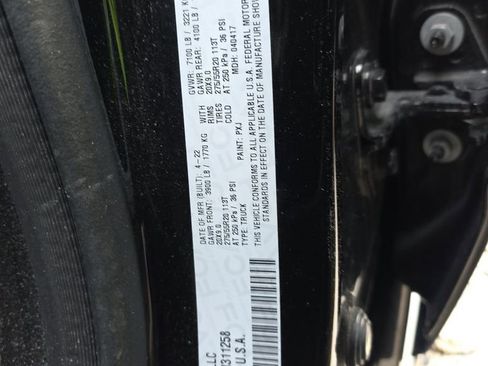 LLC
311258
U.S.A.
DATE OF MFR (BUILT): 4-22 GVWR: 7100 LB / 3221 KG
GAWR FRONT: 3900 LB / 1770 KG WITH GAWR REAR: 4100 LB /
20X9.0 RIMS 20X9.0
275/55R20 113T TIRES 275/55R20 113T
AT 250 kPa / 36 PSI COLD AT 250 kPa / 36 PSI
TYPE: TRUCK PAINT: PXJ MDH: 040417
THIS VEHICLE CONFORMS TO ALL APPLICABLE U.S.A. FEDERAL MOTOR
STANDARDS IN EFFECT ON THE DATE OF MANUFACTURE SHOW